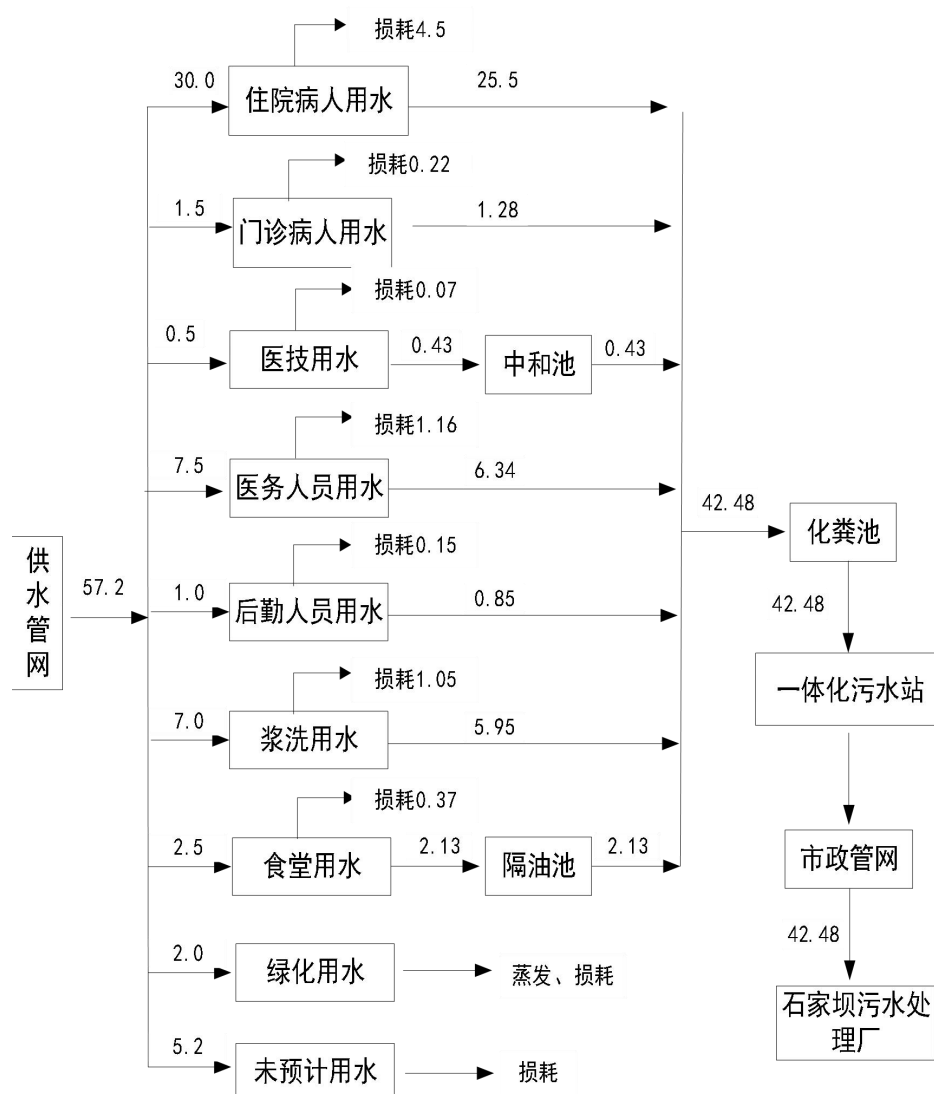 损耗4.5
30.0
住院病人用水
25.5
损耗0.22
1.5
门诊病人用水
1.28
损耗0.07
0.5
医技用水
0.43
中和池
0.43
损耗1.16
7.5
医务人员用水
6.34
42.48
化粪池
供
水
管
网
57.2
损耗0.15
1.0
后勤人员用水
0.85
42.48
一体化污水站
损耗1.05
7.0
浆洗用水
5.95
损耗0.37
2.5
食堂用水
2.13
隔油池
2.13
市政管网
42.48
2.0
绿化用水
蒸发、损耗
石家坝污水处
理厂
5.2
未预计用水
损耗